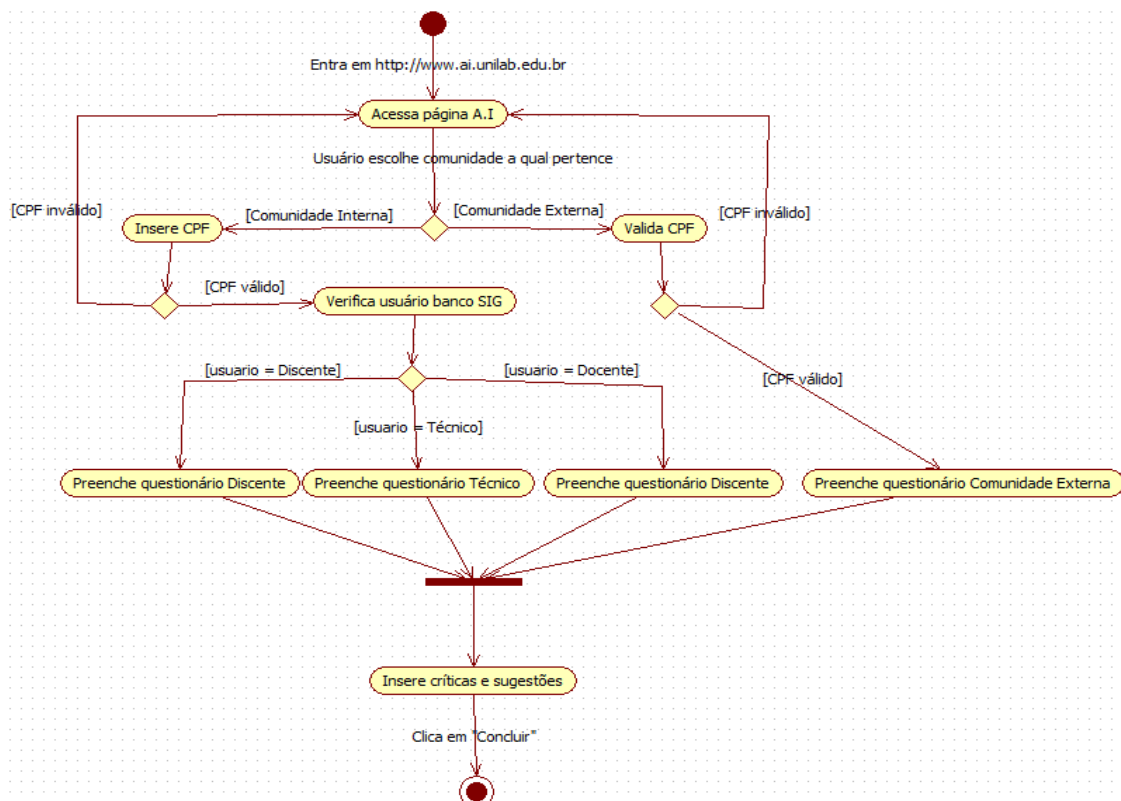 Entra em http://www.ai.unilab.edu.br
Acessa página A.I
Usuário escolhe comunidade a qual pertence
[CPF inválido]
[Comunidade Interna]
[Comunidade Externa]
[CPF inválido]
Insere CPF
Valida CPF
[CPF válido]
Verifica usuário banco SIG
[usuario = Discente]
[usuario = Docente]
[CPF válido]
[usuario = Técnico]
Preenche questionário Discente
Preenche questionário Técnico
Preenche questionário Discente
Preenche questionário Comunidade Externa
Insere críticas e sugestões
Clica em "Concluir"